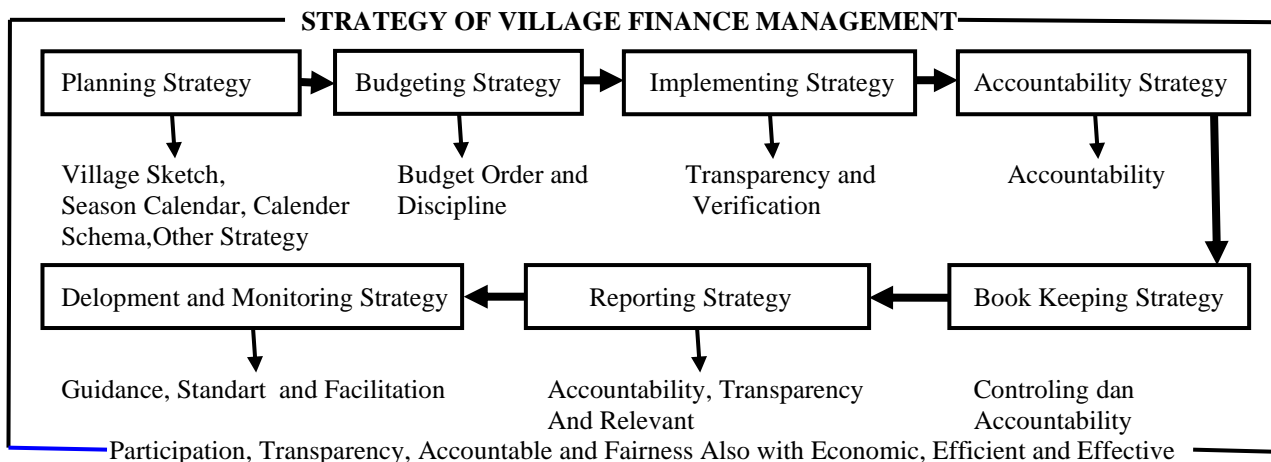 STRATEGY OF VILLAGE FINANCE MANAGEMENT
Planning Strategy
Budgeting Strategy
Implementing Strategy
Accountability Strategy
Village Sketch,
Season Calendar, Calender
Schema,Other Strategy
Budget Order and
Discipline
Transparency and
Verification
Accountability
Delopment and Monitoring Strategy
Reporting Strategy
Book Keeping Strategy
Guidance, Standart and Facilitation
Accountability, Transparency
And Relevant
Controling dan
Accountability
Participation, Transparency, Accountable and Fairness Also with Economic, Efficient and Effective